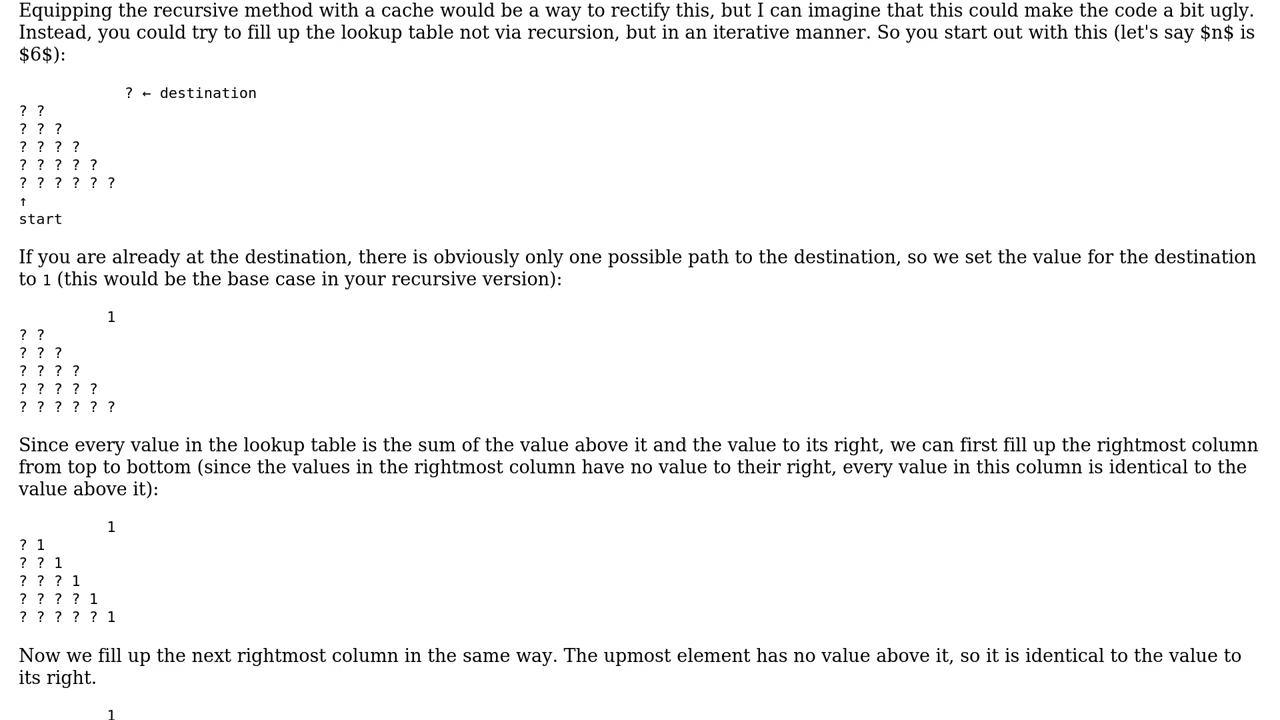 Equipping the recursive method with a cache would be a way to rectify this, but I can imagine that this could make the code a bit ugly.
Instead, you could try to fill up the lookup table not via recursion, but in an iterative manner. So you start out with this (let's say $n$ is
$6$):
? ← destination
? ?
? ? ?
? ? ? ?
? ? ? ? ?
? ? ? ? ? ?
↑
start
If you are already at the destination, there is obviously only one possible path to the destination, so we set the value for the destination
to 1 (this would be the base case in your recursive version):
1
? ?
? ? ?
? ? ? ?
? ? ? ? ?
? ? ? ? ? ?
Since every value in the lookup table is the sum of the value above it and the value to its right, we can first fill up the rightmost column
from top to bottom (since the values in the rightmost column have no value to their right, every value in this column is identical to the
value above it):
1
? 1
? ? 1
? ? ? 1
? ? ? ? 1
? ? ? ? ? 1
Now we fill up the next rightmost column in the same way. The upmost element has no value above it, so it is identical to the value to
its right.
1